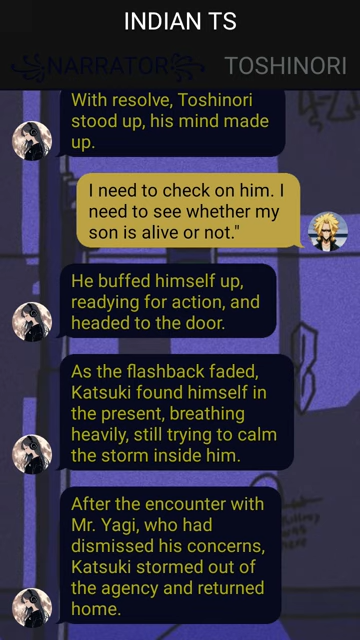 INDIAN TS
NARRATOR TOSHINORI
With resolve, Toshinori
stood up, his mind made
up.
I need to check on him. I
need to see whether my
son is alive or not."
He buffed himself up,
readying for action, and
headed to the door.
As the flashback faded,
Katsuki found himself in
the present, breathing
heavily, still trying to calm
the storm inside him.
After the encounter with
Mr. Yagi, who had
dismissed his concerns,
Katsuki stormed out of
the agency and returned
home.